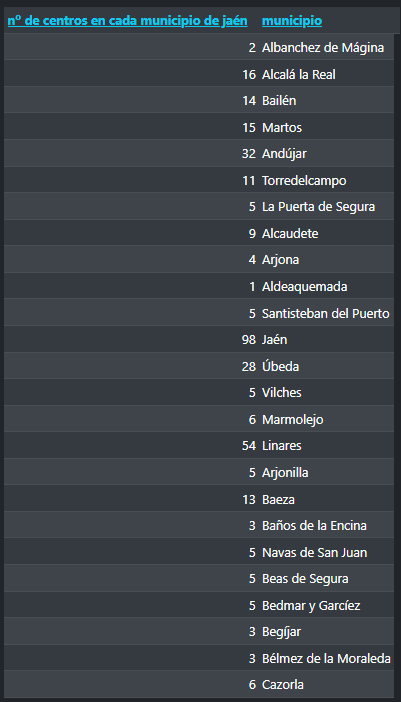 nº de centros en cada municipio de jaén municipio
2 Albanchez de Mágina
16 Alcalá la Real
14 Bailén
15 Martos
32 Andújar
11 Torredelcampo
5 La Puerta de Segura
9 Alcaudete
4 Arjona
1 Aldeaquemada
5 Santisteban del Puerto
98 Jaén
28 Úbeda
5 Vilches
6 Marmolejo
54 Linares
5 Arjonilla
13 Baeza
3 Baños de la Encina
5 Navas de San Juan
5 Beas de Segura
5 Bedmar y Garcíez
3 Begíjar
3 Bélmez de la Moraleda
6 Cazorla